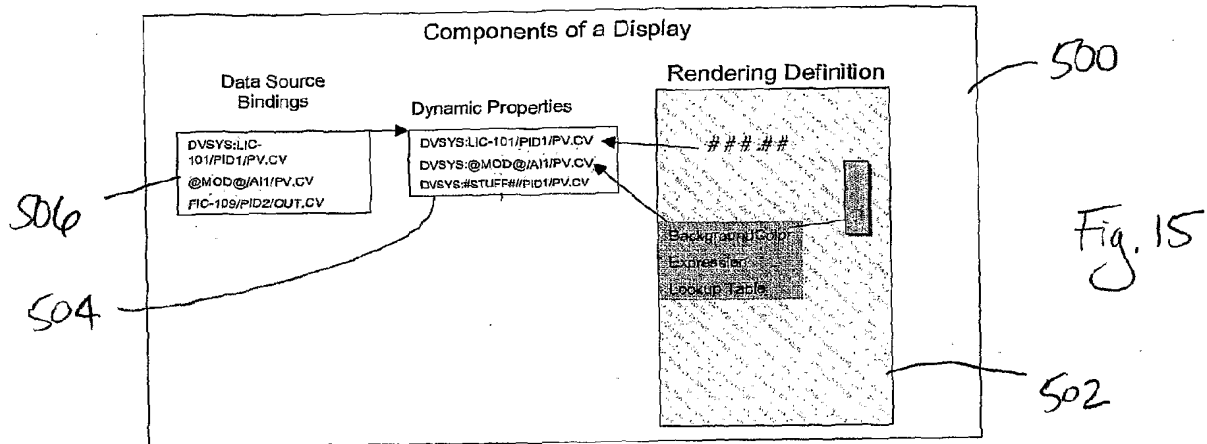 Components of a Display
500
Data Source
Bindings
DVSYS:LIC-
101/PID1/PV.CV
@MOD@/AI1/PV.CV
FIC-109/PID2/OUT.CV
506
Dynamic Properties
DVSYS:LIC-101/PID1/PV.CV
DVSYS:@MOD@/AI1/PV.CV
DVSYS:#STUFF#//PID1/PV.CV
504
Rendering Definition
###.##
BackgroundColor
Expression
Lookup Table
502
Fig. 15